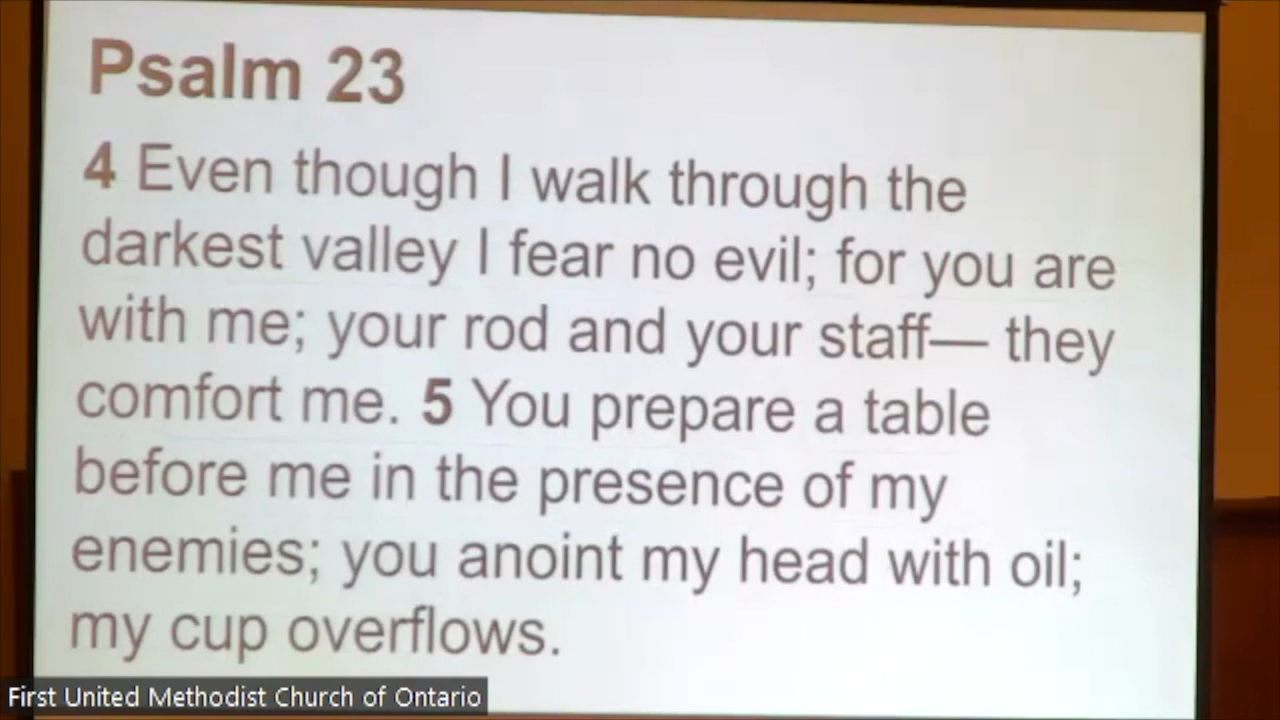 Psalm 23
4 Even though I walk through the
darkest valley I fear no evil; for you are
with me; your rod and your staff— they
comfort me. 5 You prepare a table
before me in the presence of my
enemies; you anoint my head with oil;
my cup overflows.
First United Methodist Church of Ontario